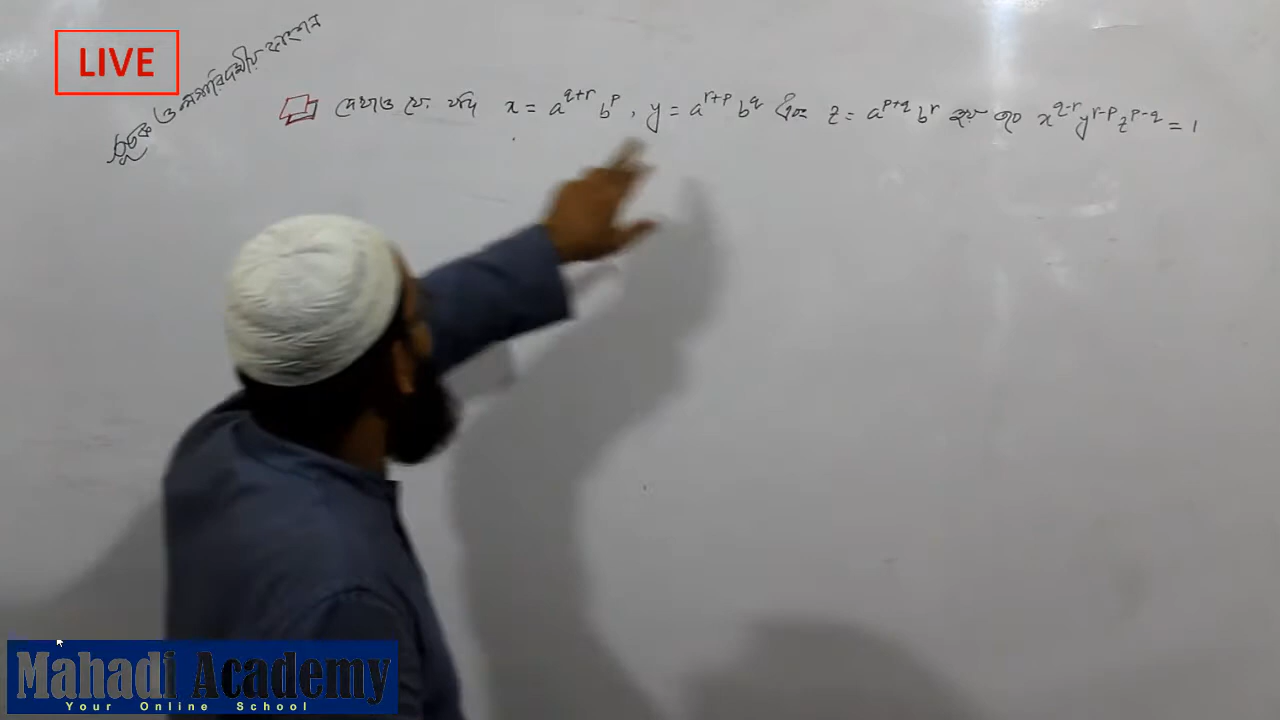 LIVE
সূচক ও লগারিদমীয় ফাংশন
দেখাও যে, যদি x = a^{q+r} b^p, y = a^{r+p} b^q এবং z = a^{p+q} b^r হয় তবে x^{q-r} y^{r-p} z^{p-q} = 1
Mahadi Academy
Your Online School